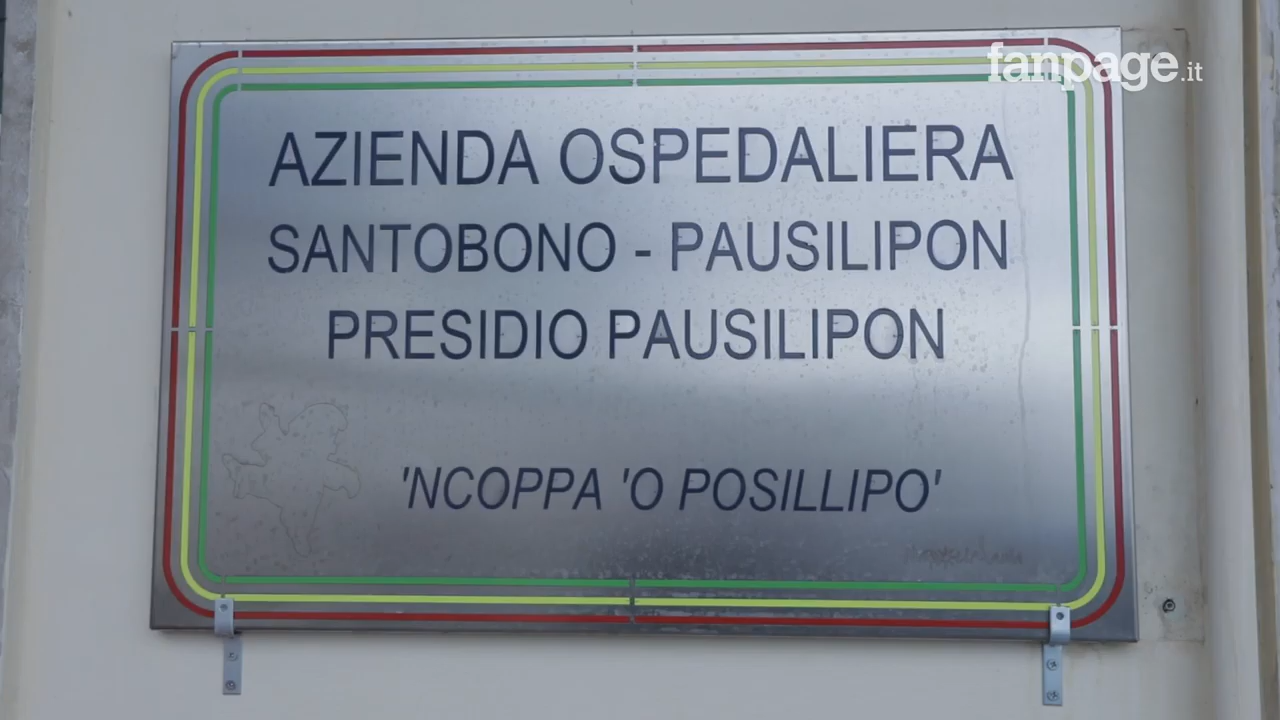 fanpage.it
AZIENDA OSPEDALIERA
SANTOBONO - PAUSILIPON
PRESIDIO PAUSILIPON
'NCOPPA 'O POSILLIPO'